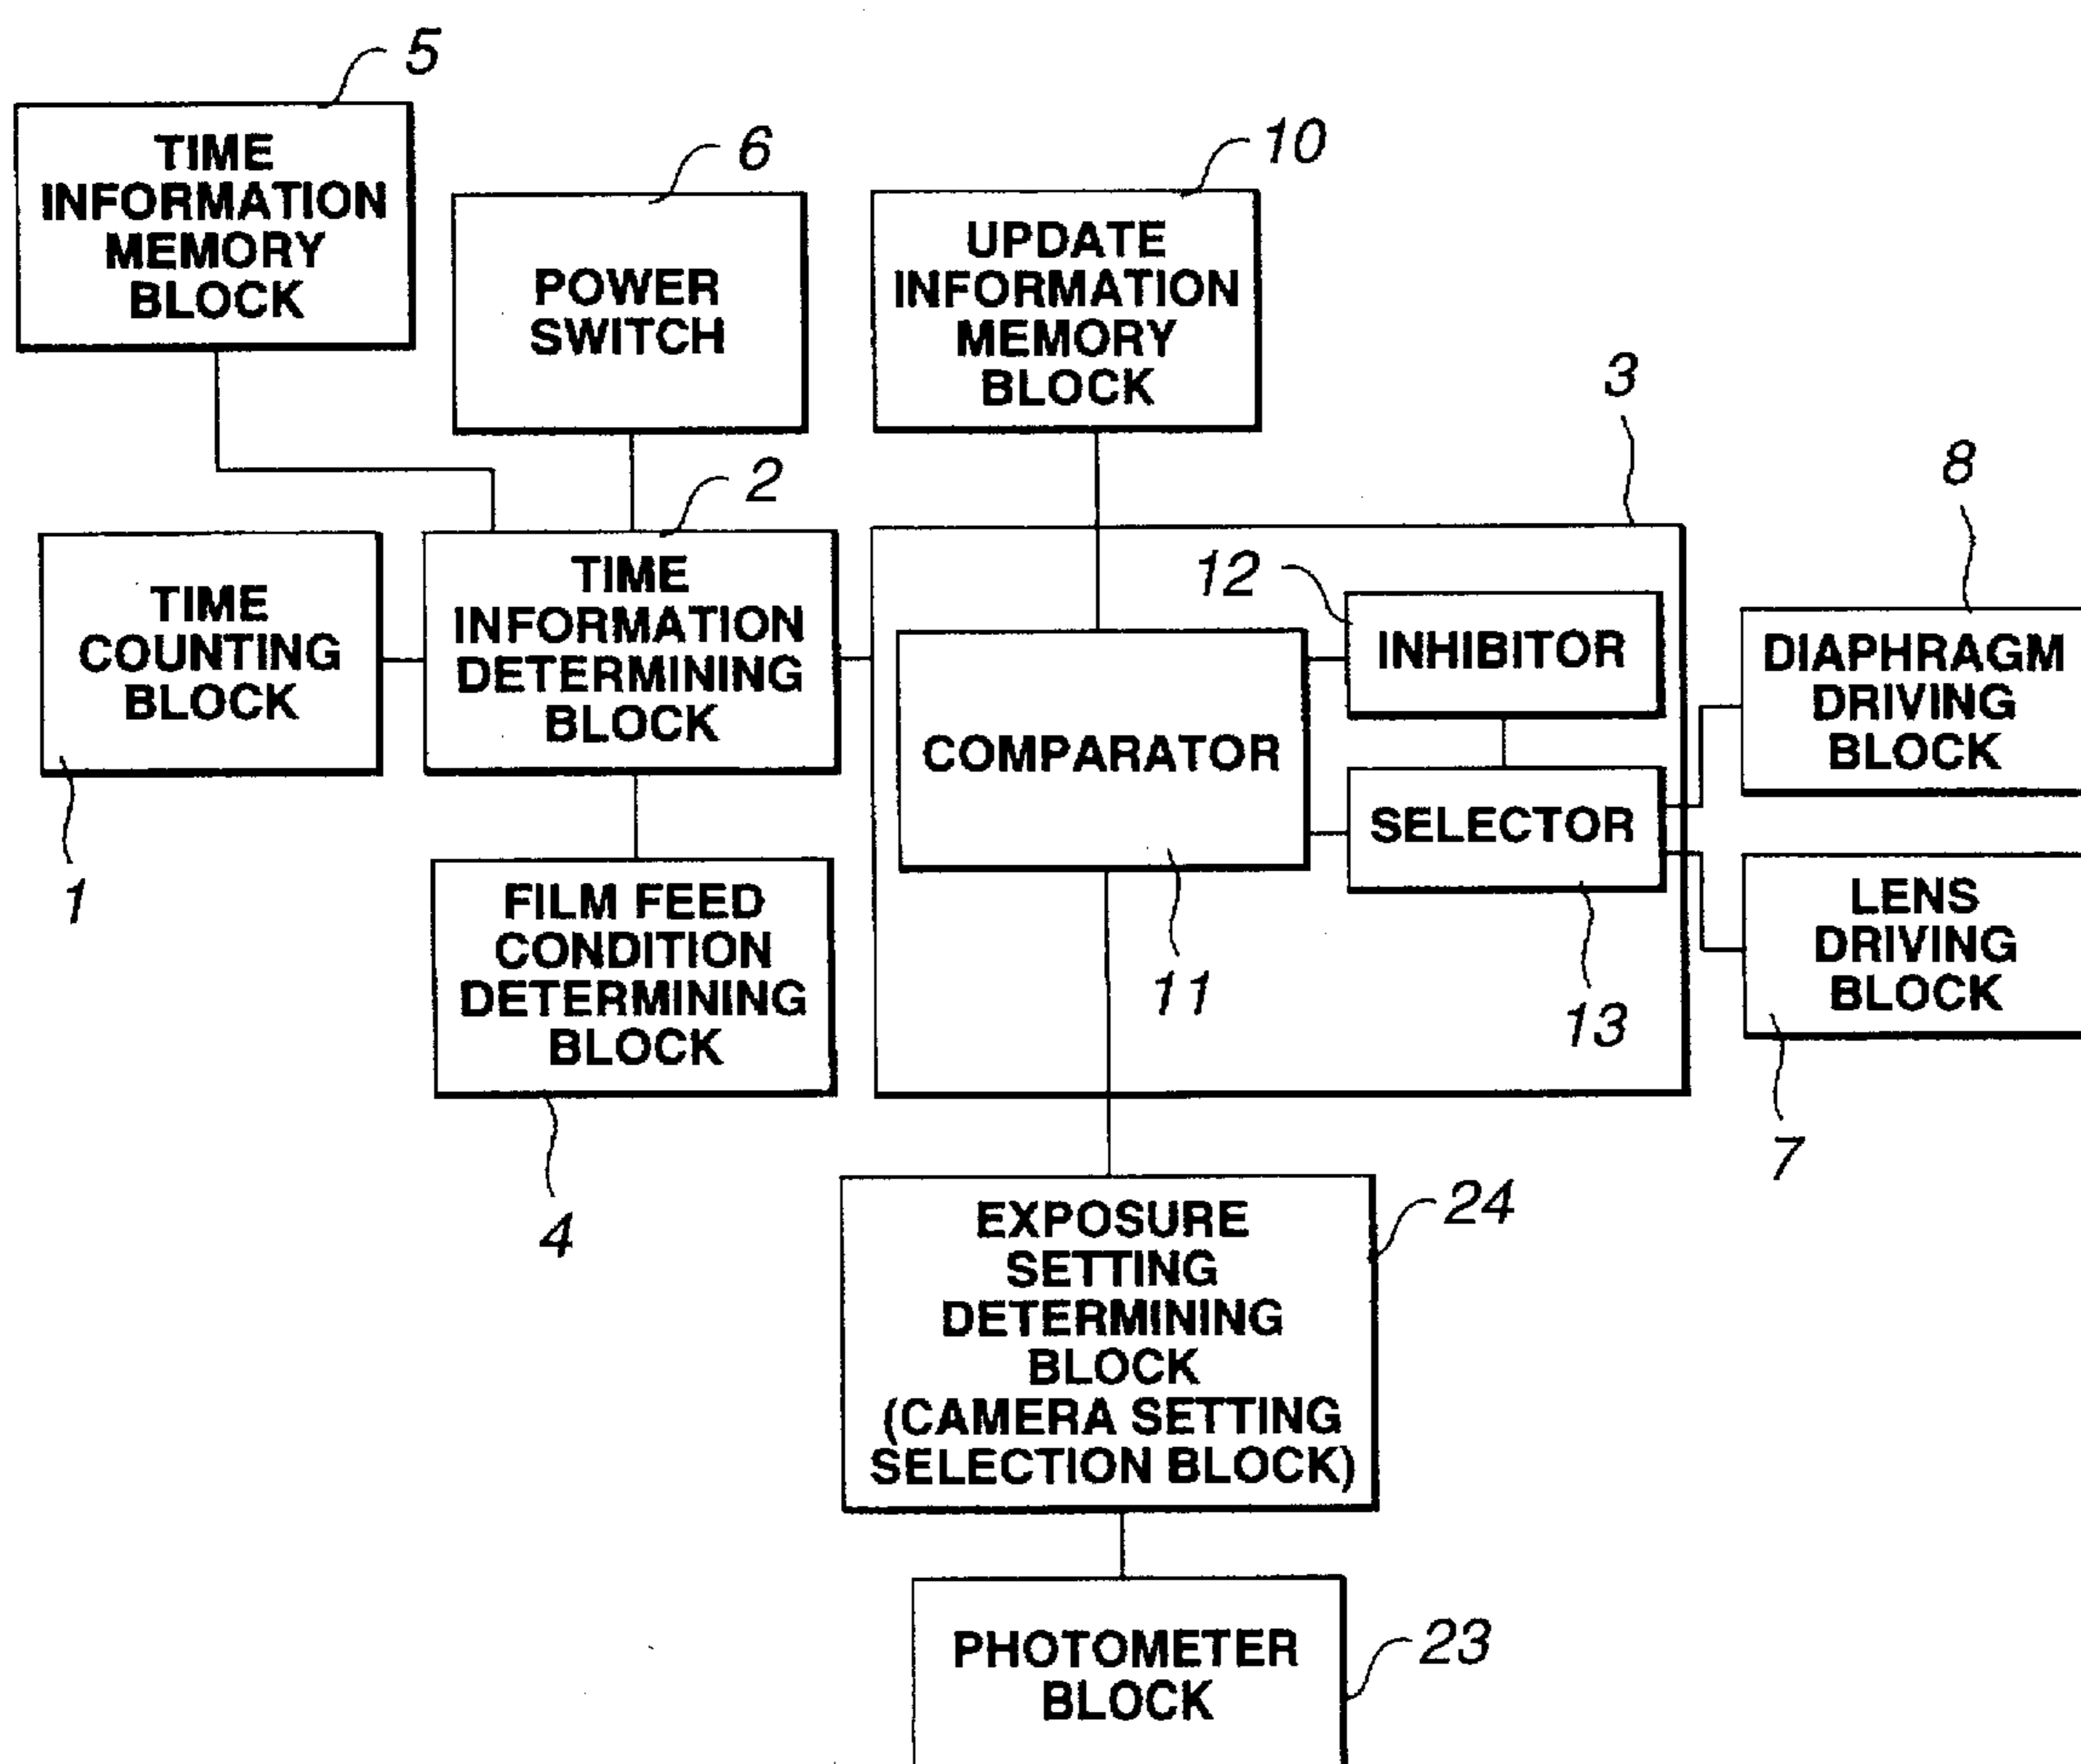 5
TIME
INFORMATION
MEMORY
BLOCK
6
POWER
SWITCH
10
UPDATE
INFORMATION
MEMORY
BLOCK
3
8
2
TIME
COUNTING
BLOCK
1
TIME
INFORMATION
DETERMINING
BLOCK
COMPARATOR
11
12
INHIBITOR
SELECTOR
13
DIAPHRAGM
DRIVING
BLOCK
LENS
DRIVING
BLOCK
7
FILM FEED
CONDITION
DETERMINING
BLOCK
4
EXPOSURE
SETTING
DETERMINING
BLOCK
(CAMERA SETTING
SELECTION BLOCK)
24
PHOTOMETER
BLOCK
23